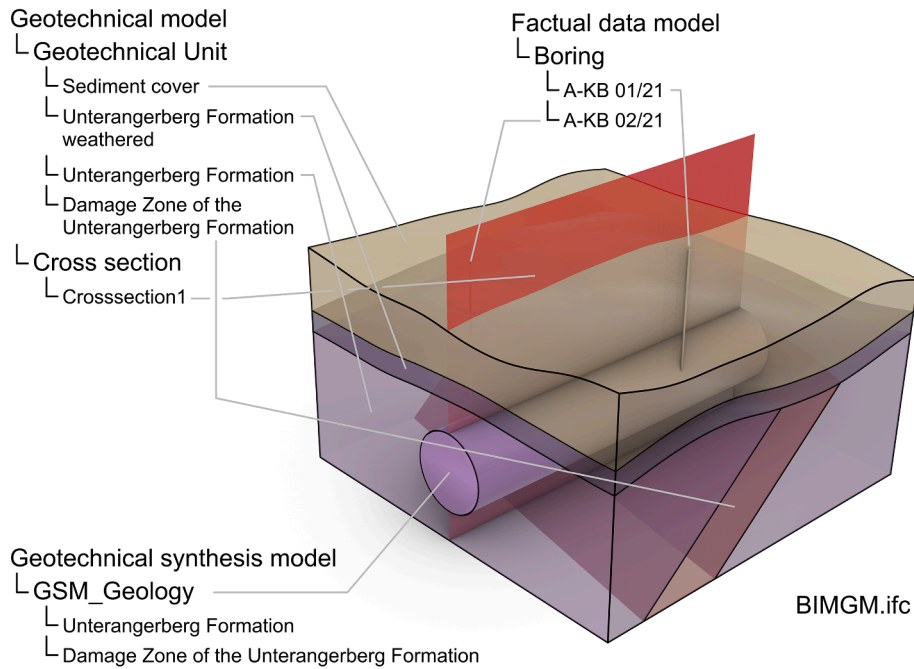 Geotechnical model
Geotechnical Unit
Sediment cover
Unterangerberg Formation
weathered
Unterangerberg Formation
Damage Zone of the
Unterangerberg Formation
Cross section
Crosssection1
Factual data model
Boring
A-KB 01/21
A-KB 02/21
Geotechnical synthesis model
GSM_Geology
Unterangerberg Formation
Damage Zone of the Unterangerberg Formation
BIMGM.ifc